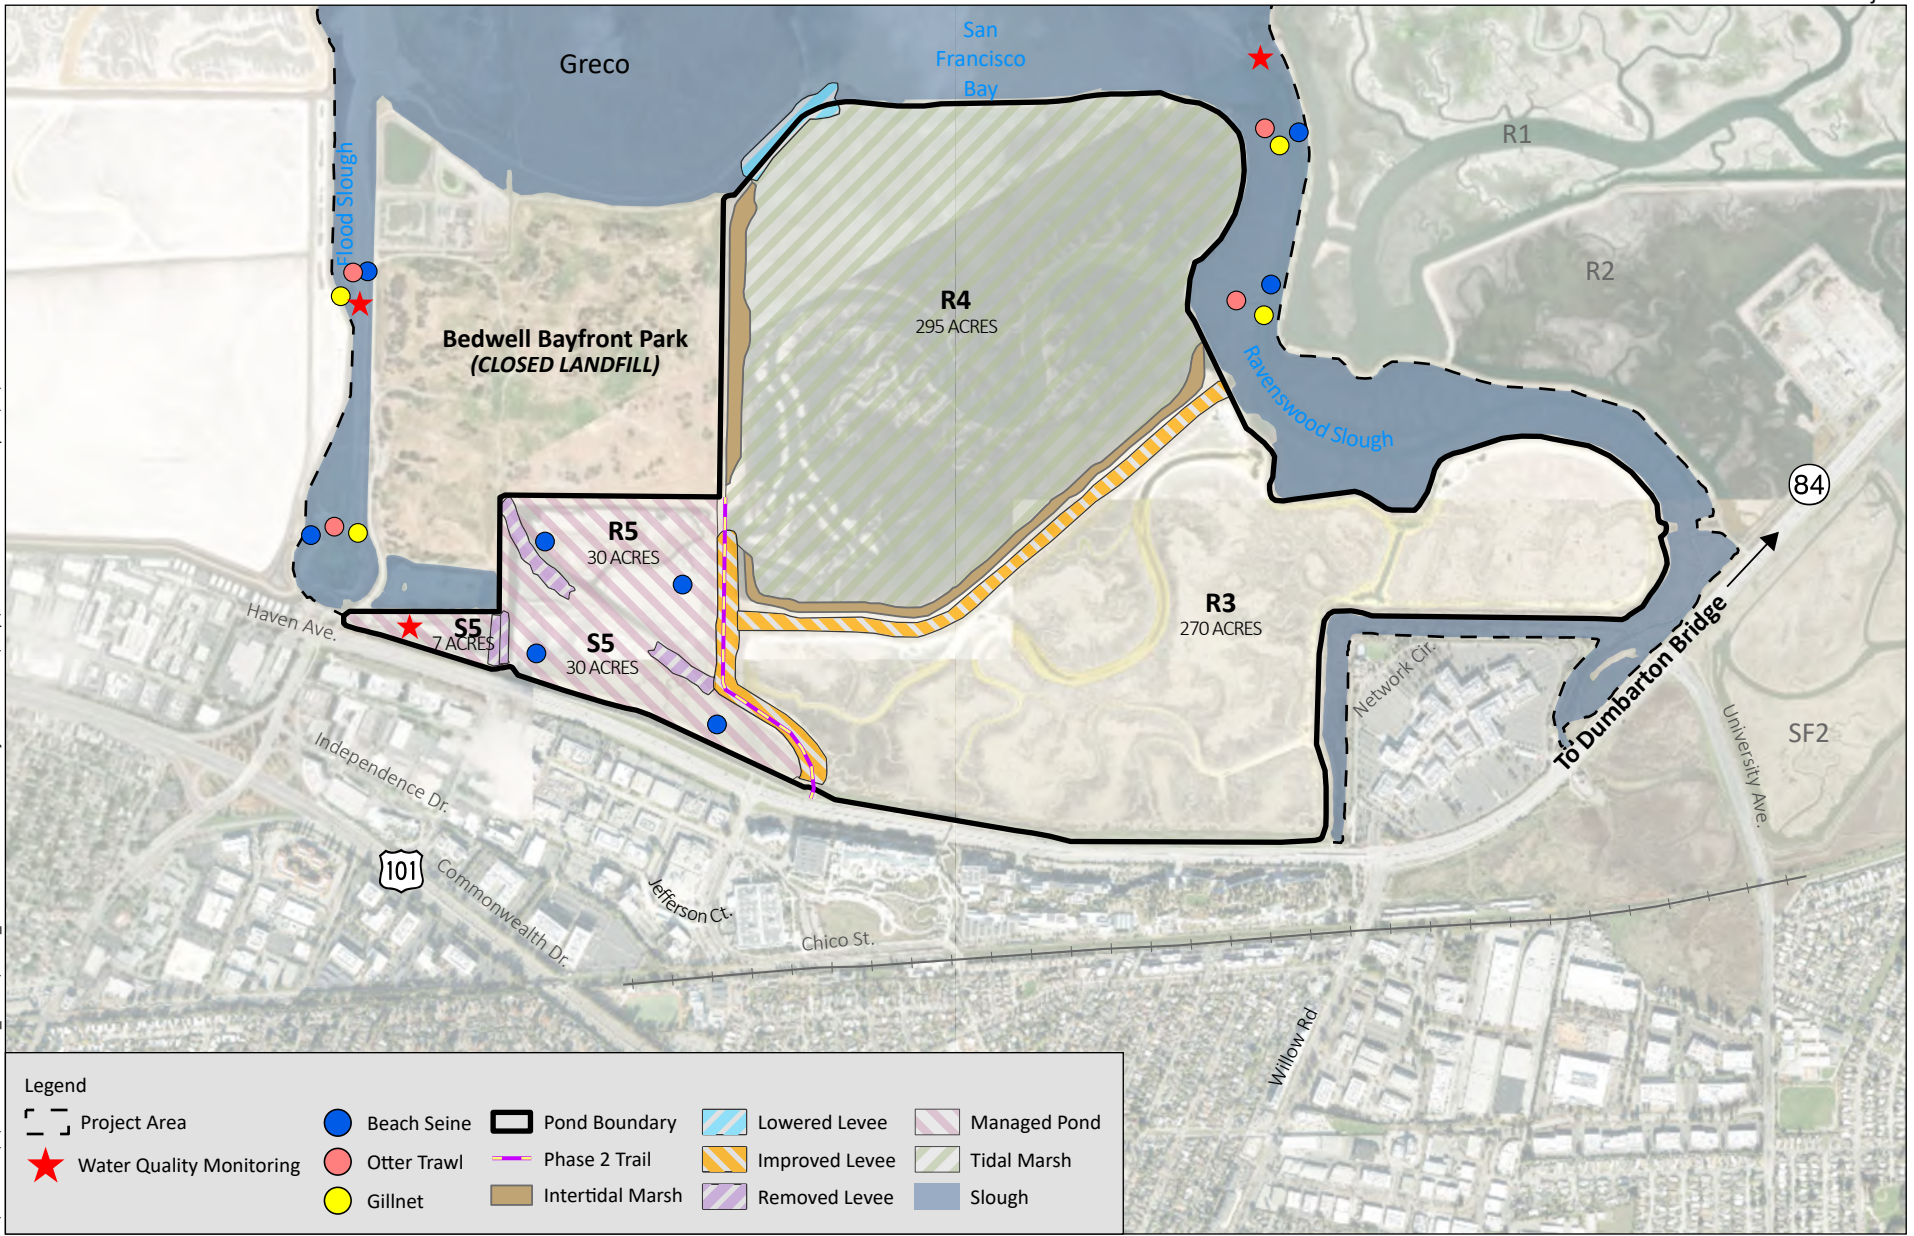 Greco
San
Francisco
Bay
Flood Slough
R1
R2
R4
295 ACRES
Bedwell Bayfront Park
(CLOSED LANDFILL)
Ravenswood Slough
84
R5
30 ACRES
S5
7 ACRES
S5
30 ACRES
R3
270 ACRES
Haven Ave.
Network Cir.
To Dumbarton Bridge
University Ave.
SF2
Independence Dr.
101
Commonwealth Dr.
Jefferson Ct.
Chico St.
Willow Rd
Legend
Project Area
Water Quality Monitoring
Beach Seine
Otter Trawl
Gillnet
Pond Boundary
Phase 2 Trail
Intertidal Marsh
Lowered Levee
Improved Levee
Removed Levee
Managed Pond
Tidal Marsh
Slough